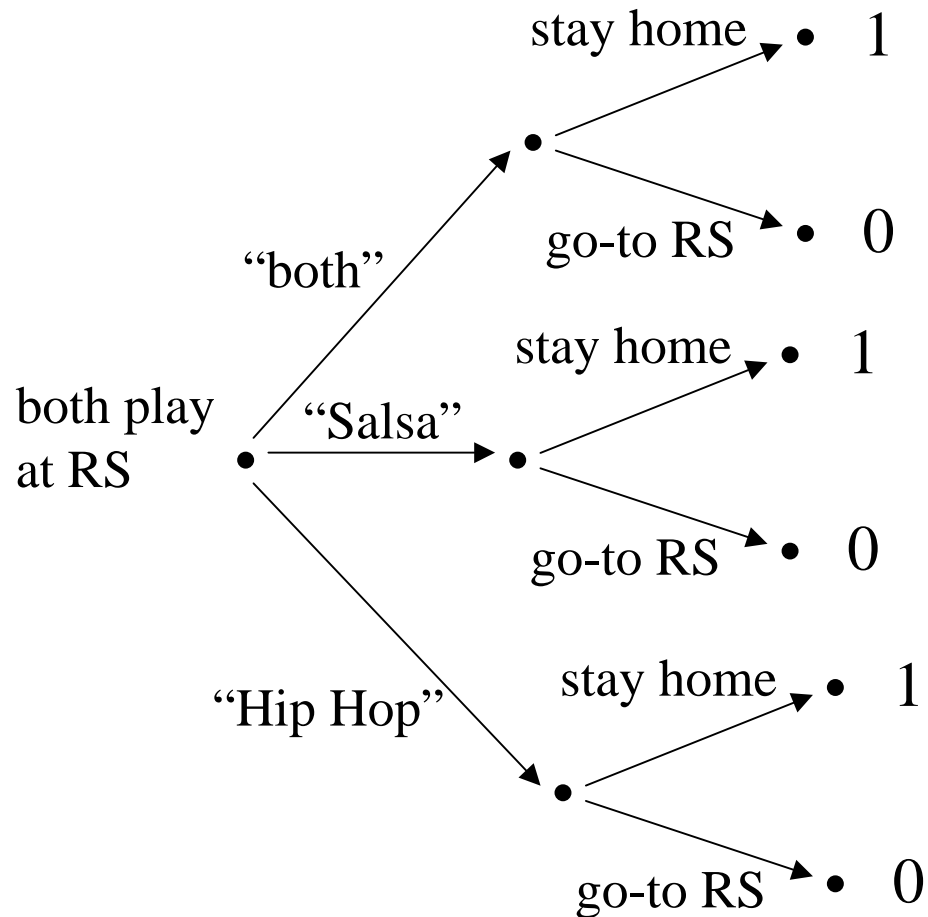 stay home 1
go-to RS 0
“both”
stay home 1
both play
at RS
“Salsa”
go-to RS 0
stay home 1
“Hip Hop”
go-to RS 0